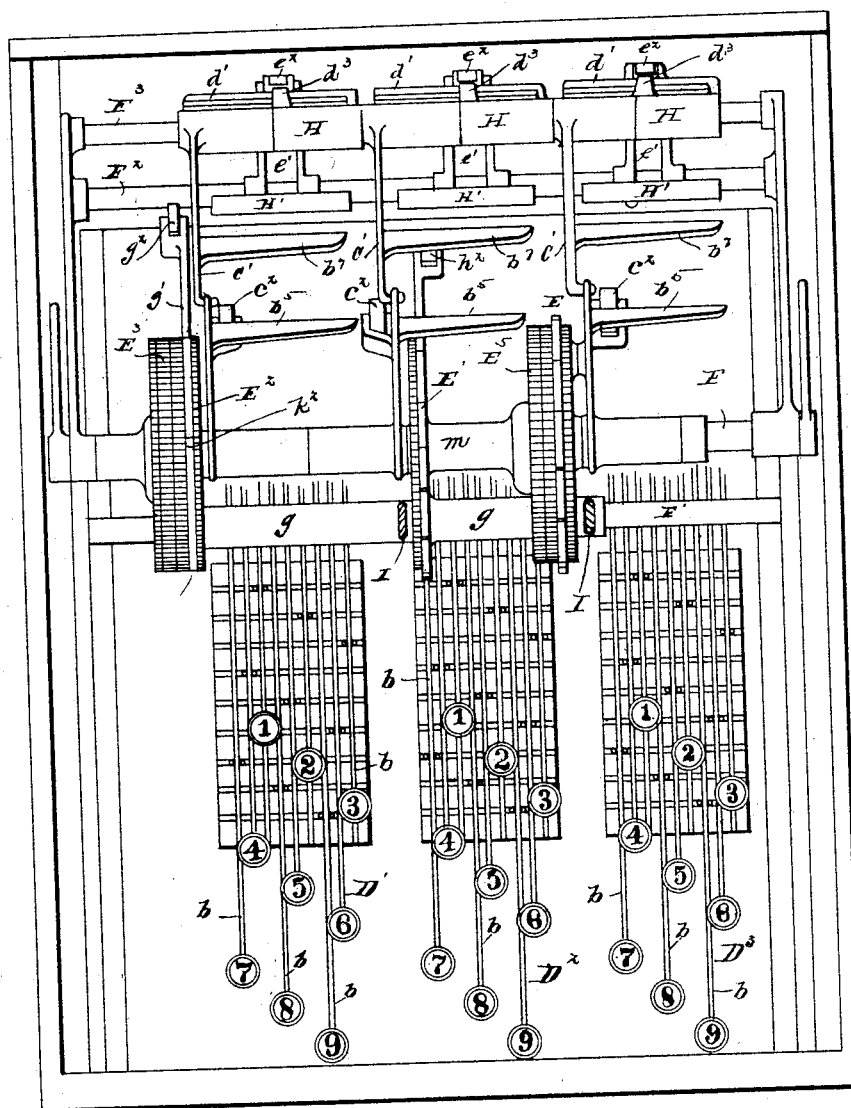 e² e² e²
d' d³ d' d³ d' d³
F³ H H H
e' e' e'
F² H' H' H'
g² c' b⁷ c' h² b⁷ c' b⁷
g' c² b⁵ c² b⁵ E c² b⁵
E³ E² k² E' m E⁵ F
g g F'
I I
b
1 1 1
2 b 2 2
3 3 3
4 4 4
5 5 5
b D' 6 b 6 b 6
7 b 7 b D² 7 b D³
8 b 8 8 b
9 9 9